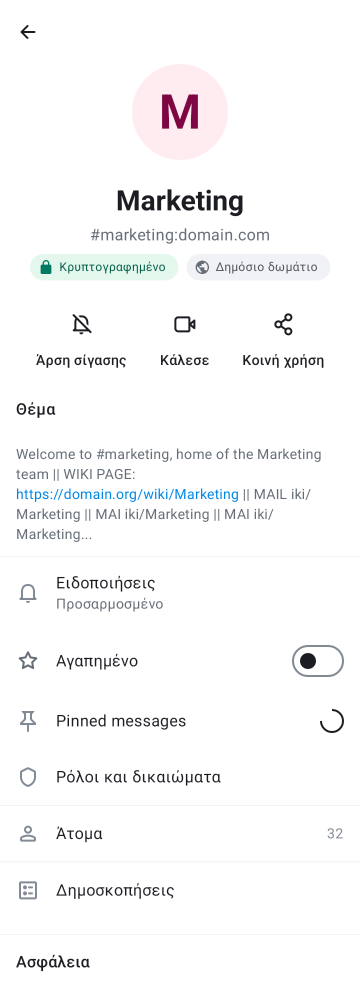 M
Marketing
#marketing:domain.com
Κρυπτογραφημένο Δημόσιο δωμάτιο
Άρση σίγασης Κάλεσε Κοινή χρήση
Θέμα
Welcome to #marketing, home of the Marketing
team || WIKI PAGE:
https://domain.org/wiki/Marketing || MAIL iki/
Marketing || MAI iki/Marketing || MAI iki/
Marketing...
Ειδοποιήσεις
Προσαρμοσμένο
Αγαπημένο
Pinned messages
Ρόλοι και δικαιώματα
Άτομα 32
Δημοσκοπήσεις
Ασφάλεια